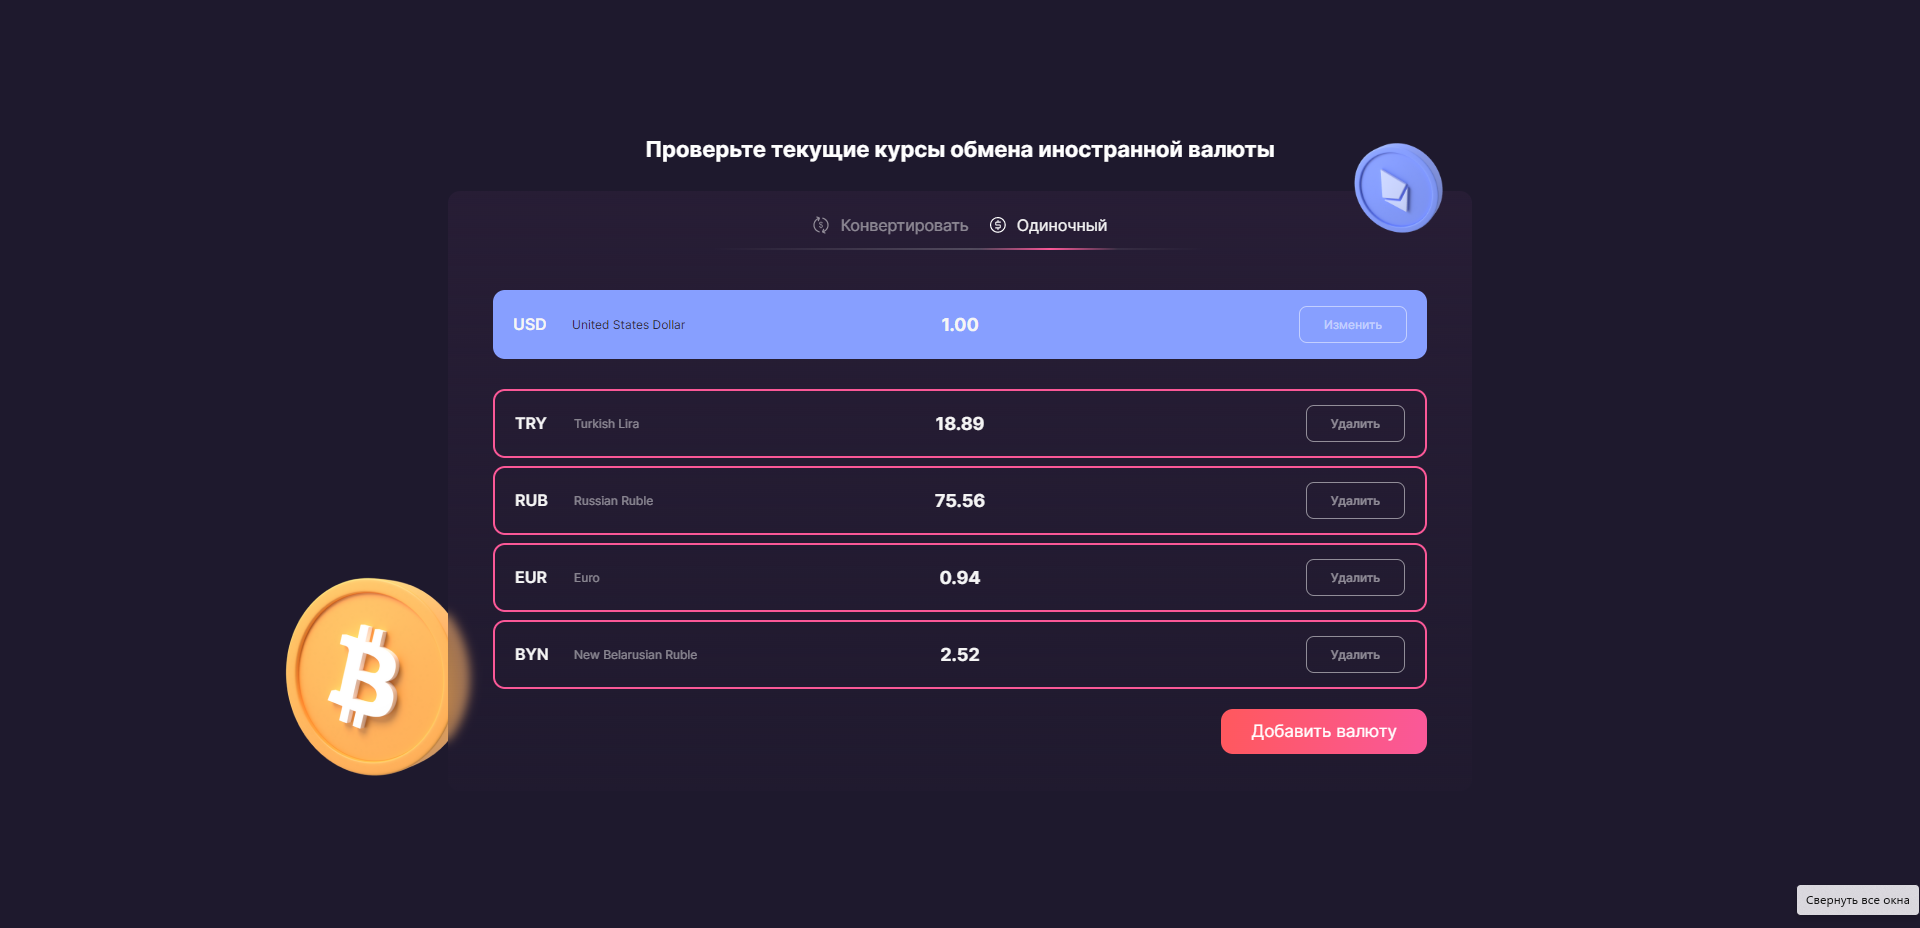 Проверьте текущие курсы обмена иностранной валюты
Конвертировать Одиночный
USD United States Dollar 1.00 Изменить
TRY Turkish Lira 18.89 Удалить
RUB Russian Ruble 75.56 Удалить
EUR Euro 0.94 Удалить
BYN New Belarusian Ruble 2.52 Удалить
Добавить валюту
Свернуть все окна